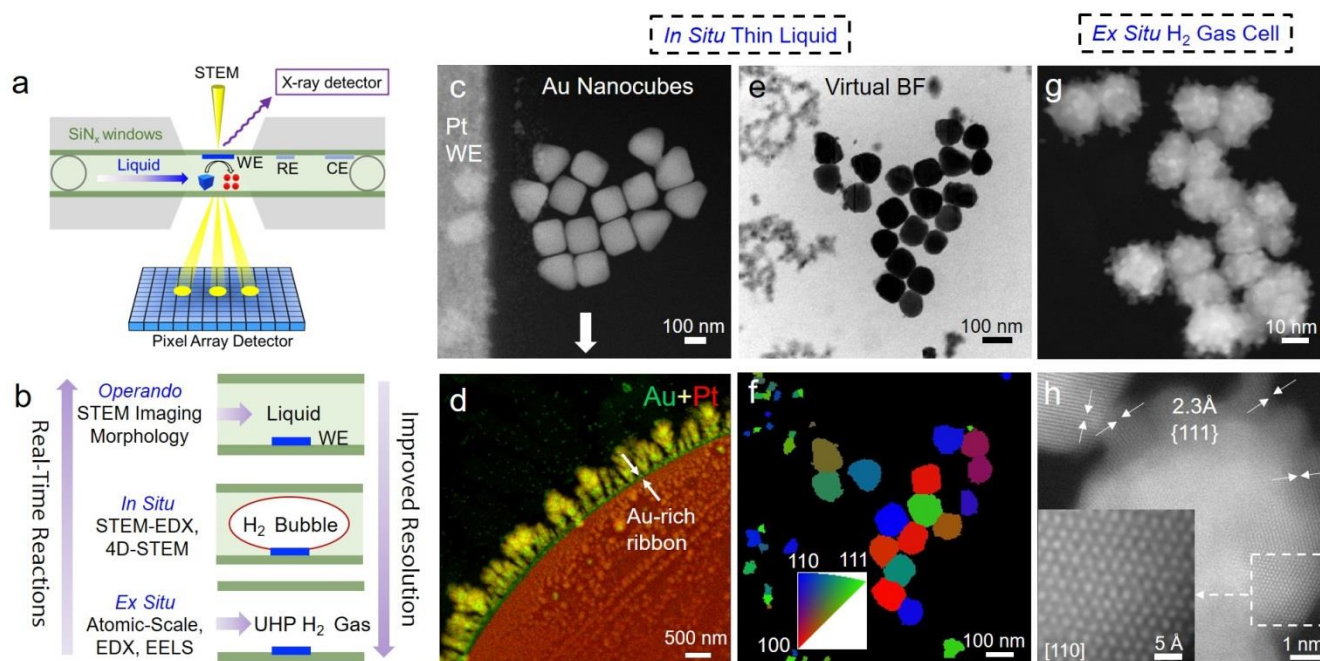 In Situ Thin Liquid
Ex Situ H₂ Gas Cell
a
STEM
X-ray detector
SiNₓ windows
Liquid
WE
RE
CE
Pixel Array Detector
b
Real-Time Reactions
Operando
STEM Imaging
Morphology
Liquid
WE
In Situ
STEM-EDX,
4D-STEM
H₂ Bubble
Ex Situ
Atomic-Scale,
EDX, EELS
UHP H₂ Gas
Improved Resolution
c
Au Nanocubes
Pt
WE
100 nm
d
Au+Pt
Au-rich
ribbon
500 nm
e
Virtual BF
100 nm
f
110
111
100
100 nm
g
10 nm
h
2.3Å
{111}
[110]
5 Å
1 nm